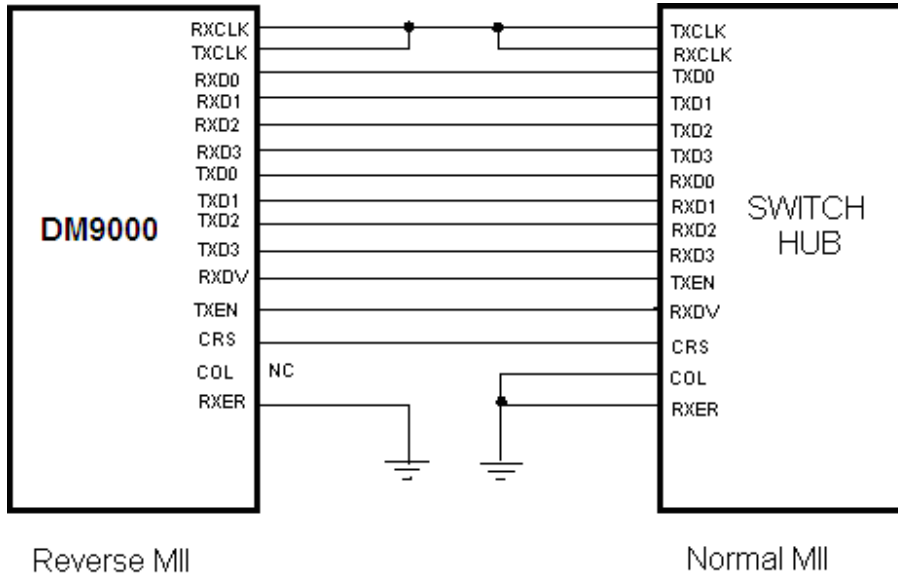 RXCLK
TXCLK
RXD0
RXD1
RXD2
RXD3
TXD0
TXD1
TXD2
TXD3
RXDV
TXEN
CRS
COL
NC
RXER
DM9000
TXCLK
RXCLK
TXD0
TXD1
TXD2
TXD3
RXD0
RXD1
RXD2
RXD3
TXEN
RXDV
CRS
COL
RXER
SWITCH
HUB
Reverse MII
Normal MII